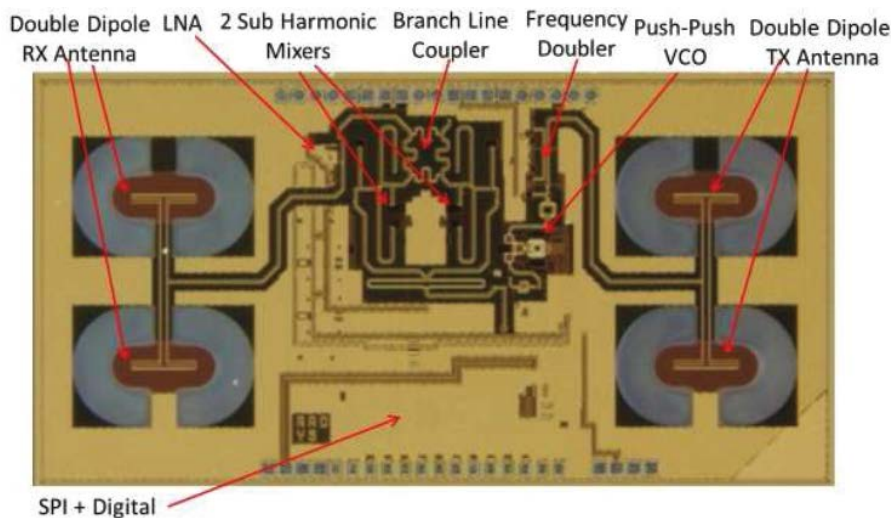 Double Dipole
RX Antenna
LNA
2 Sub Harmonic
Mixers
Branch Line
Coupler
Frequency
Doubler
Push-Push
VCO
Double Dipole
TX Antenna
SPI + Digital